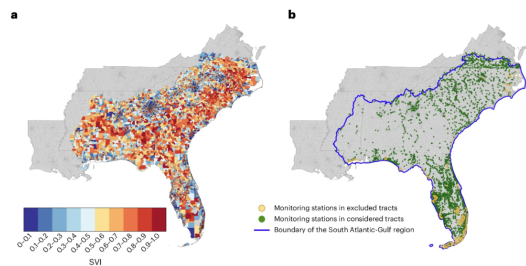 a
b
0–0.1
0.1–0.2
0.2–0.3
0.3–0.4
0.4–0.5
0.5–0.6
0.6–0.7
0.7–0.8
0.8–0.9
0.9–1.0
SVI
Monitoring stations in excluded tracts
Monitoring stations in considered tracts
Boundary of the South Atlantic-Gulf region